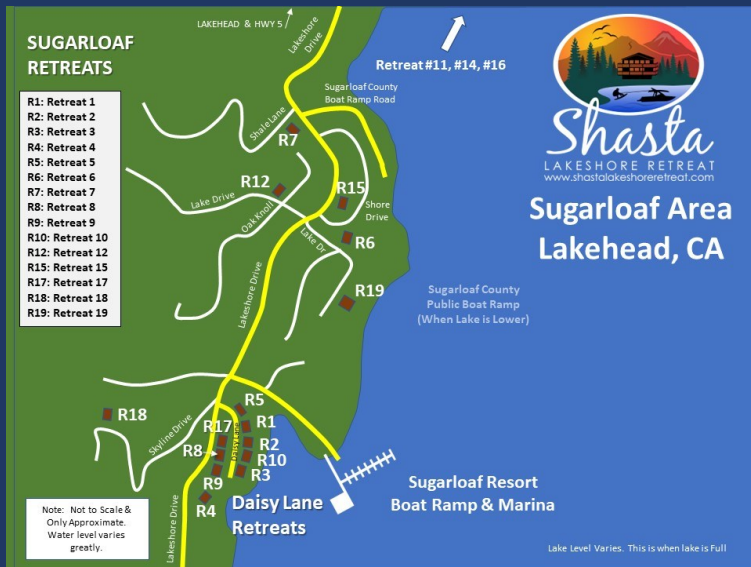 LAKEHEAD & HWY 5
Lakeshore
Drive
SUGARLOAF
RETREATS
R1: Retreat 1
R2: Retreat 2
R3: Retreat 3
R4: Retreat 4
R5: Retreat 5
R6: Retreat 6
R7: Retreat 7
R8: Retreat 8
R9: Retreat 9
R10: Retreat 10
R12: Retreat 12
R15: Retreat 15
R17: Retreat 17
R18: Retreat 18
R19: Retreat 19
Retreat #11, #14, #16
Sugarloaf County
Boat Ramp Road
Shasta
LAKESHORE RETREAT
www.shastalakeshoreretreat.com
Sugarloaf Area
Lakehead, CA
Shale Lane
R7
R12
R15
Lake Drive
Oak Knoll
Shore
Drive
Lake Dr
R6
R19
Lakeshore Drive
Sugarloaf County
Public Boat Ramp
(When Lake is Lower)
R18
Skyline Drive
R5
R1
R17
R2
Daisy Lane
R8
R10
R9
R3
R4
Daisy Lane
Retreats
Lakeshore Drive
Sugarloaf Resort
Boat Ramp & Marina
Note: Not to Scale &
Only Approximate.
Water level varies
greatly.
Lake Level Varies. This is when lake is Full